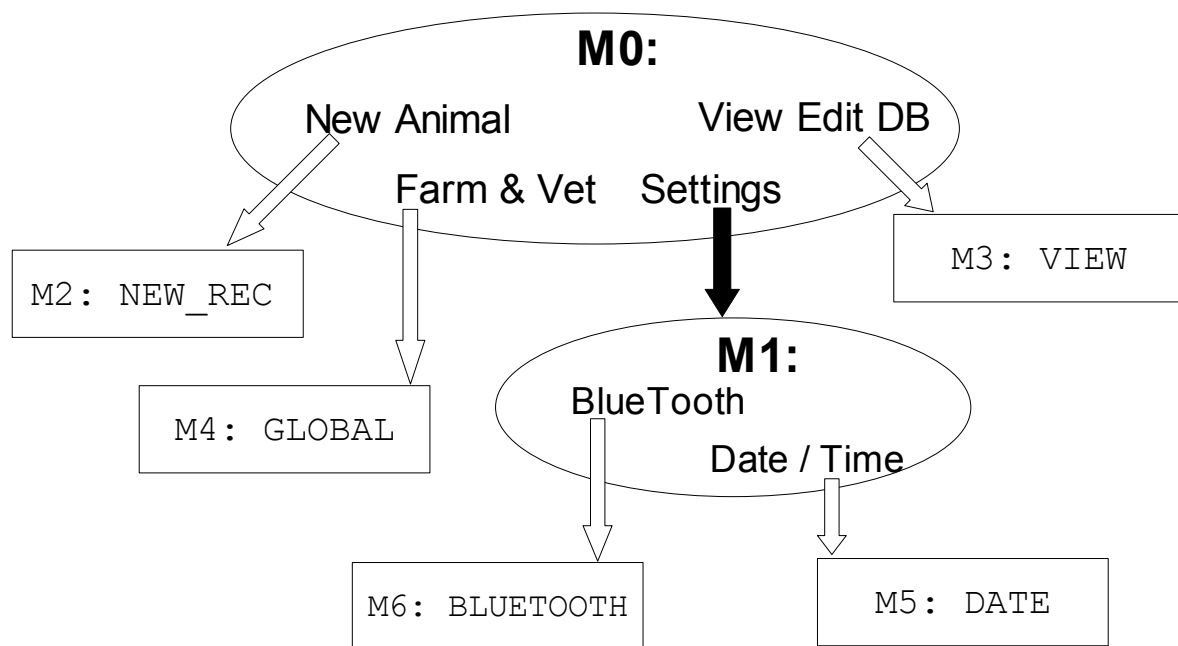 M0:
New Animal
View Edit DB
Farm & Vet
Settings
M2: NEW_REC
M3: VIEW
M1:
BlueTooth
M4: GLOBAL
Date / Time
M6: BLUETOOTH
M5: DATE